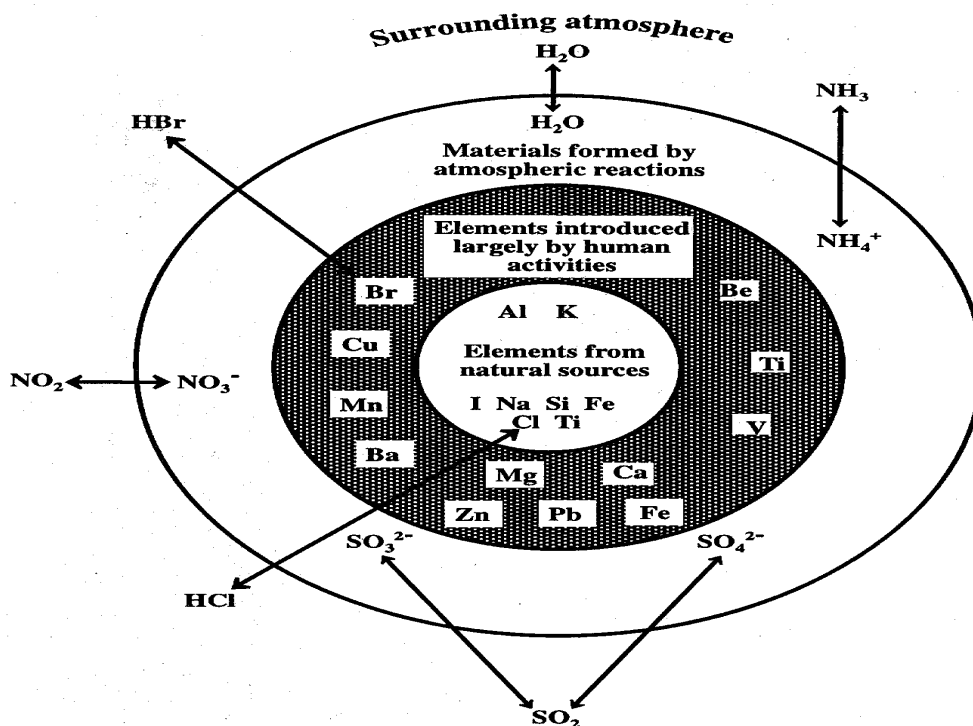 Surrounding atmosphere
H₂O
NH₃
HBr
H₂O
Materials formed by
atmospheric reactions
Elements introduced
largely by human
activities
NH₄⁺
Br
Be
Al K
Cu
Elements from
natural sources
Ti
NO₂
NO₃⁻
Mn
I Na Si Fe
Cl Ti
V
Ba
Mg
Ca
Zn
Pb
Fe
SO₃²⁻
SO₄²⁻
HCl
SO₂